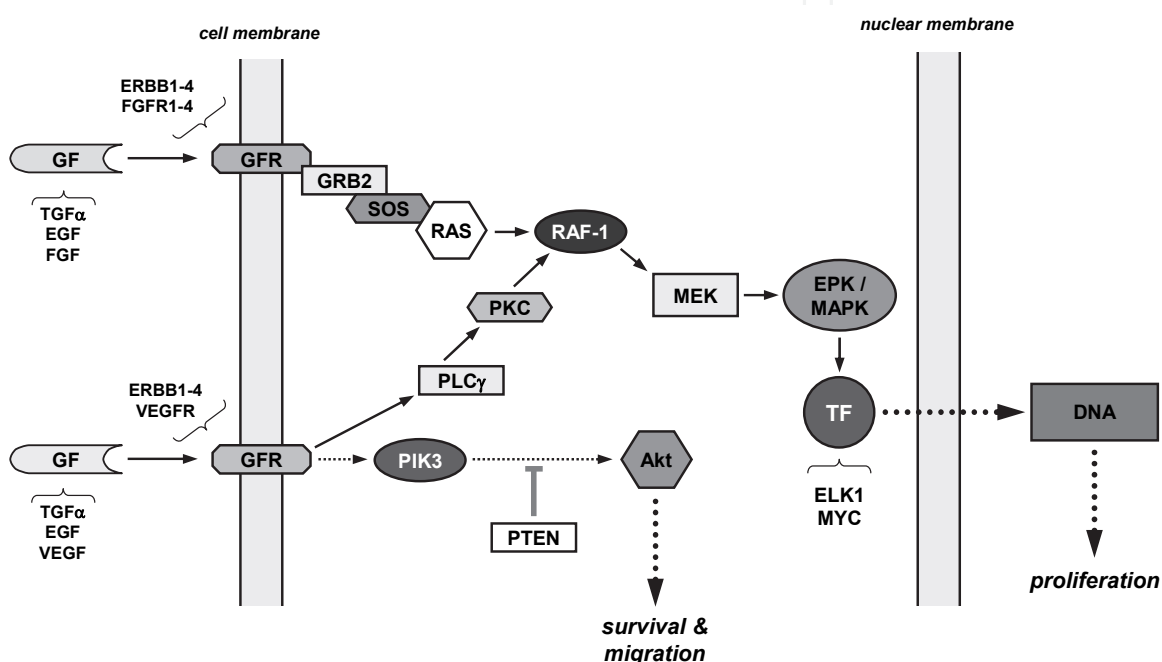 cell membrane
nuclear membrane
ERBB1-4
FGFR1-4
GF
GFR
GRB2
SOS
RAS
RAF-1
TGFα
EGF
FGF
MEK
EPK /
MAPK
PKC
PLCγ
ERBB1-4
VEGFR
TF
DNA
GF
GFR
PIK3
Akt
TGFα
EGF
VEGF
PTEN
ELK1
MYC
proliferation
survival &
migration